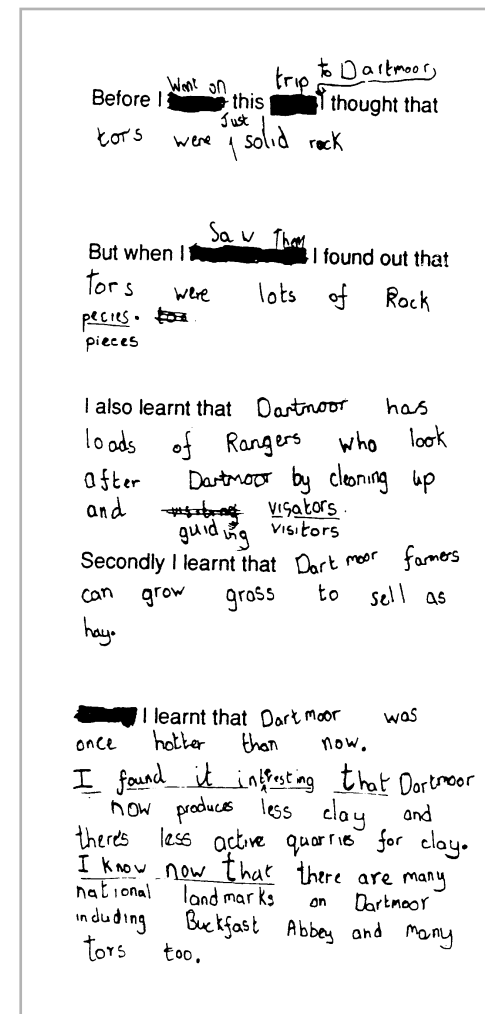 Before I Went on this trip to Dartmoor I thought that
tors were just solid rock
But when I Saw Them I found out that
Tors were lots of Rock
pecies.
pieces
I also learnt that Dartmoor has
loads of Rangers who look
after Dartmoor by cleaning up
and guiding visators.
visitors
Secondly I learnt that Dartmoor famers
can grow grass to sell as
hay.
I learnt that Dartmoor was
once hotter than now.
I found it intresting that Dartmoor
now produces less clay and
there's less active quarries for clay.
I know now that there are many
national landmarks on Dartmoor
including Buckfast Abbey and many
tors too.